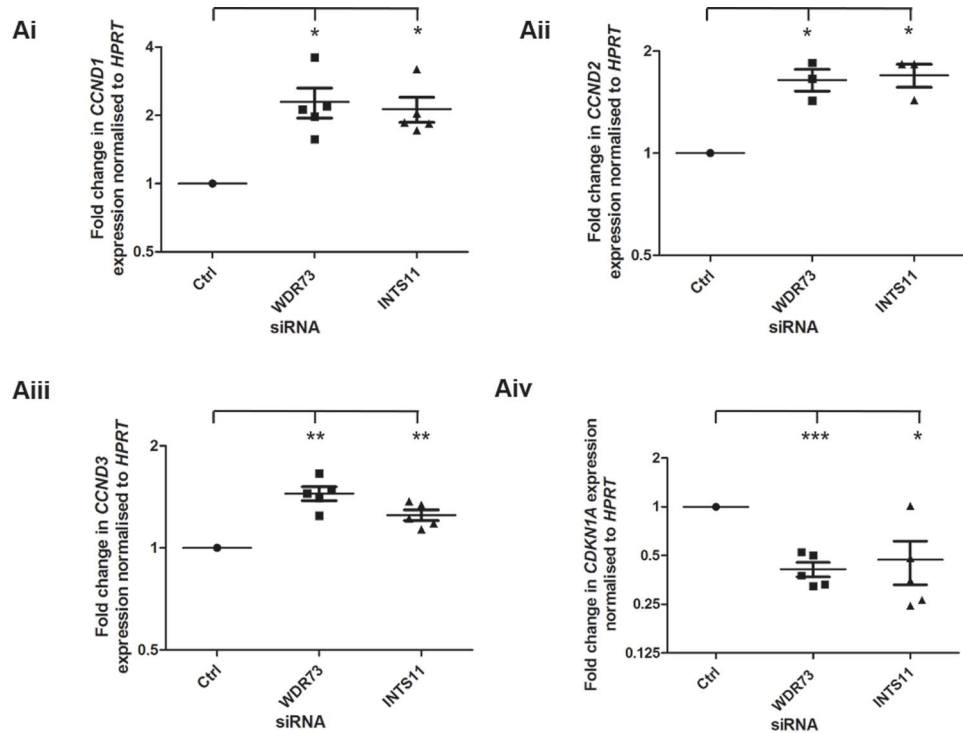 Ai
* *
Fold change in CCND1
expression normalised to HPRT
4
2
1
0.5
Ctrl
WDR73
INTS11
siRNA
Aii
* *
Fold change in CCND2
expression normalised to HPRT
2
1
0.5
Ctrl
WDR73
INTS11
siRNA
Aiii
** **
Fold change in CCND3
expression normalised to HPRT
2
1
0.5
Ctrl
WDR73
INTS11
siRNA
Aiv
*** *
Fold change in CDKN1A expression
normalised to HPRT
2
1
0.5
0.25
0.125
Ctrl
WDR73
INTS11
siRNA